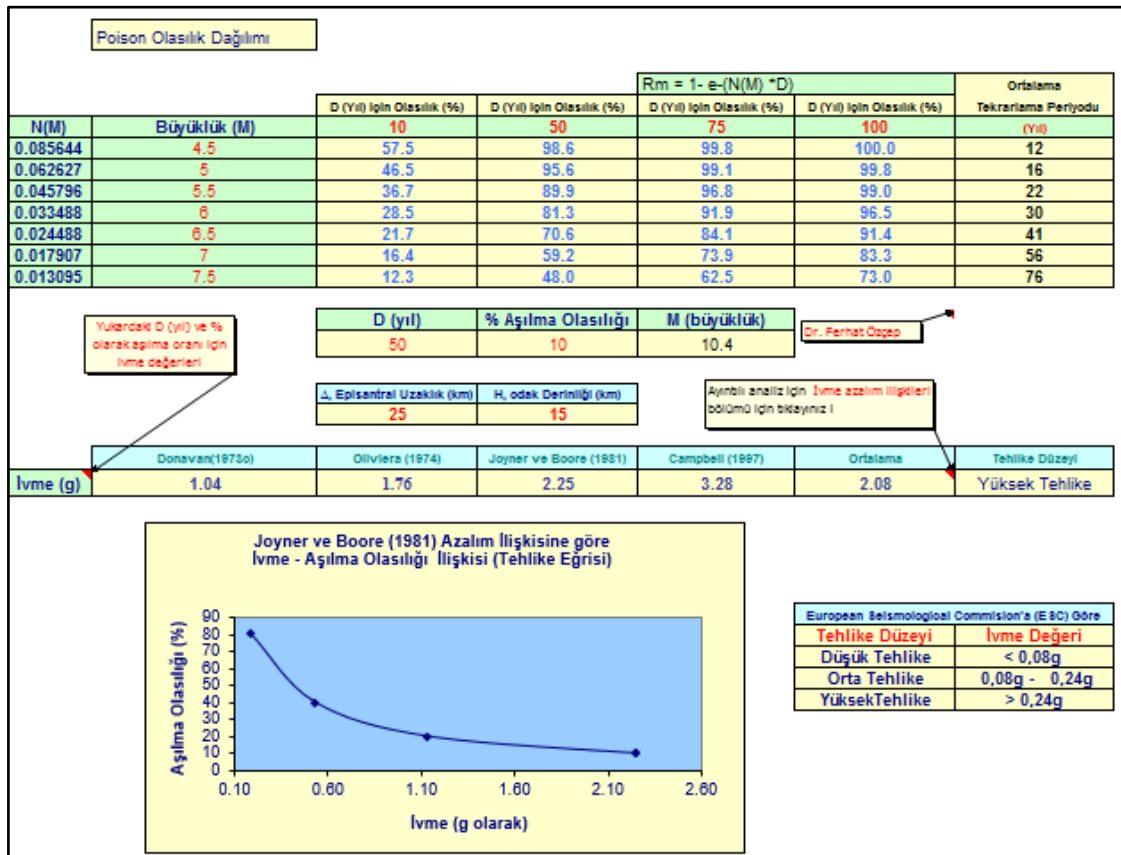 Poison Olasılık Dağılımı
Rm = 1- e-(N(M) *D)
Ortalama
D (Yıl) için Olasılık (%) D (Yıl) için Olasılık (%) D (Yıl) için Olasılık (%) D (Yıl) için Olasılık (%) Tekrarlama Periyodu
N(M) Büyüklük (M) 10 50 75 100 (Yıl)
0.085644 4.5 57.5 98.6 99.8 100.0 12
0.062627 5 46.5 95.6 99.1 99.8 16
0.045796 5.5 36.7 89.9 96.8 99.0 22
0.033488 6 28.5 81.3 91.9 96.5 30
0.024488 6.5 21.7 70.6 84.1 91.4 41
0.017907 7 16.4 59.2 73.9 83.3 56
0.013095 7.5 12.3 48.0 62.5 73.0 76
Yukardaki D (yıl) ve %
olarak aşılma oranı için
ivme değerleri
D (yıl) % Aşılma Olasılığı M (büyüklük)
50 10 10.4
Dr. Ferhat Özçep
Δ, Episantral Uzaklık (km) H, odak Derinliği (km)
25 15
Ayrıntılı analiz için İvme azalım ilişkileri
bölümü için tıklayınız !
Donavan(1973o) Oliviera (1974) Joyner ve Boore (1981) Campbell (1997) Ortalama Tehlike Düzeyi
İvme (g) 1.04 1.76 2.25 3.28 2.08 Yüksek Tehlike
Joyner ve Boore (1981) Azalım İlişkisine göre
İvme - Aşılma Olasılığı İlişkisi (Tehlike Eğrisi)
Aşılma Olasılığı (%)
90
80
70
60
50
40
30
20
10
0
0.10 0.60 1.10 1.60 2.10 2.60
İvme (g olarak)
European Seismological Commision'a (ESC) Göre
Tehlike Düzeyi İvme Değeri
Düşük Tehlike < 0,08g
Orta Tehlike 0,08g - 0,24g
YüksekTehlike > 0,24g